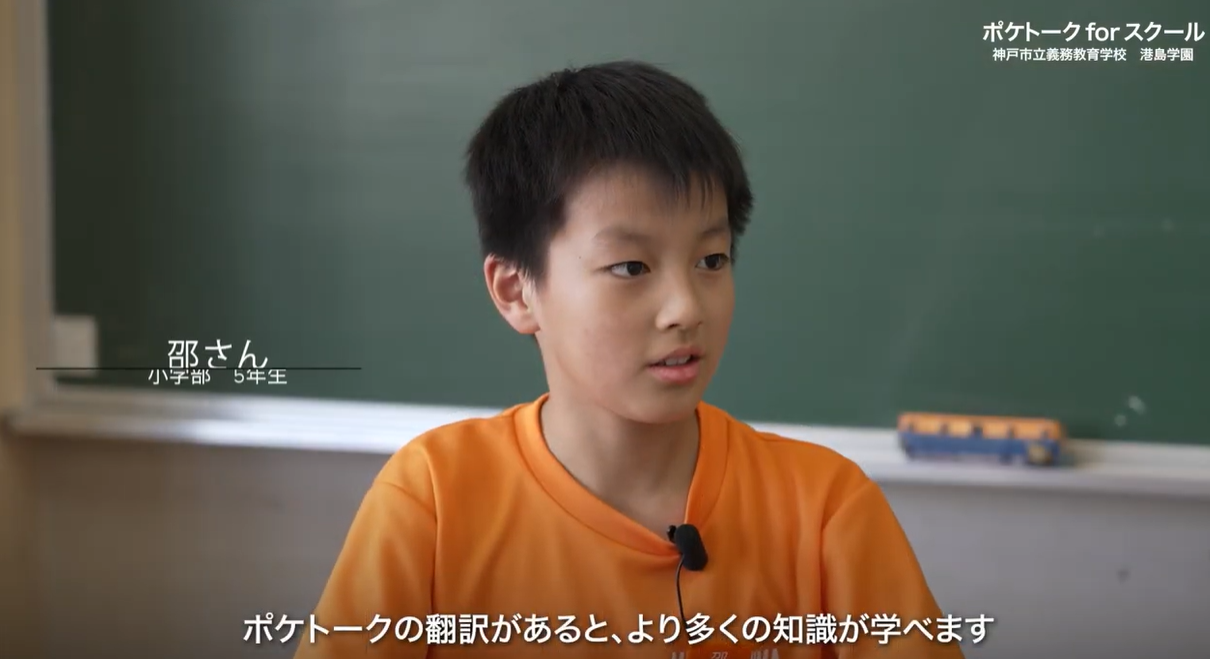 ポケトーク for スクール
神戸市立義務教育学校　港島学園
邵さん
小学部　5年生
ポケトークの翻訳があると、より多くの知識が学べます